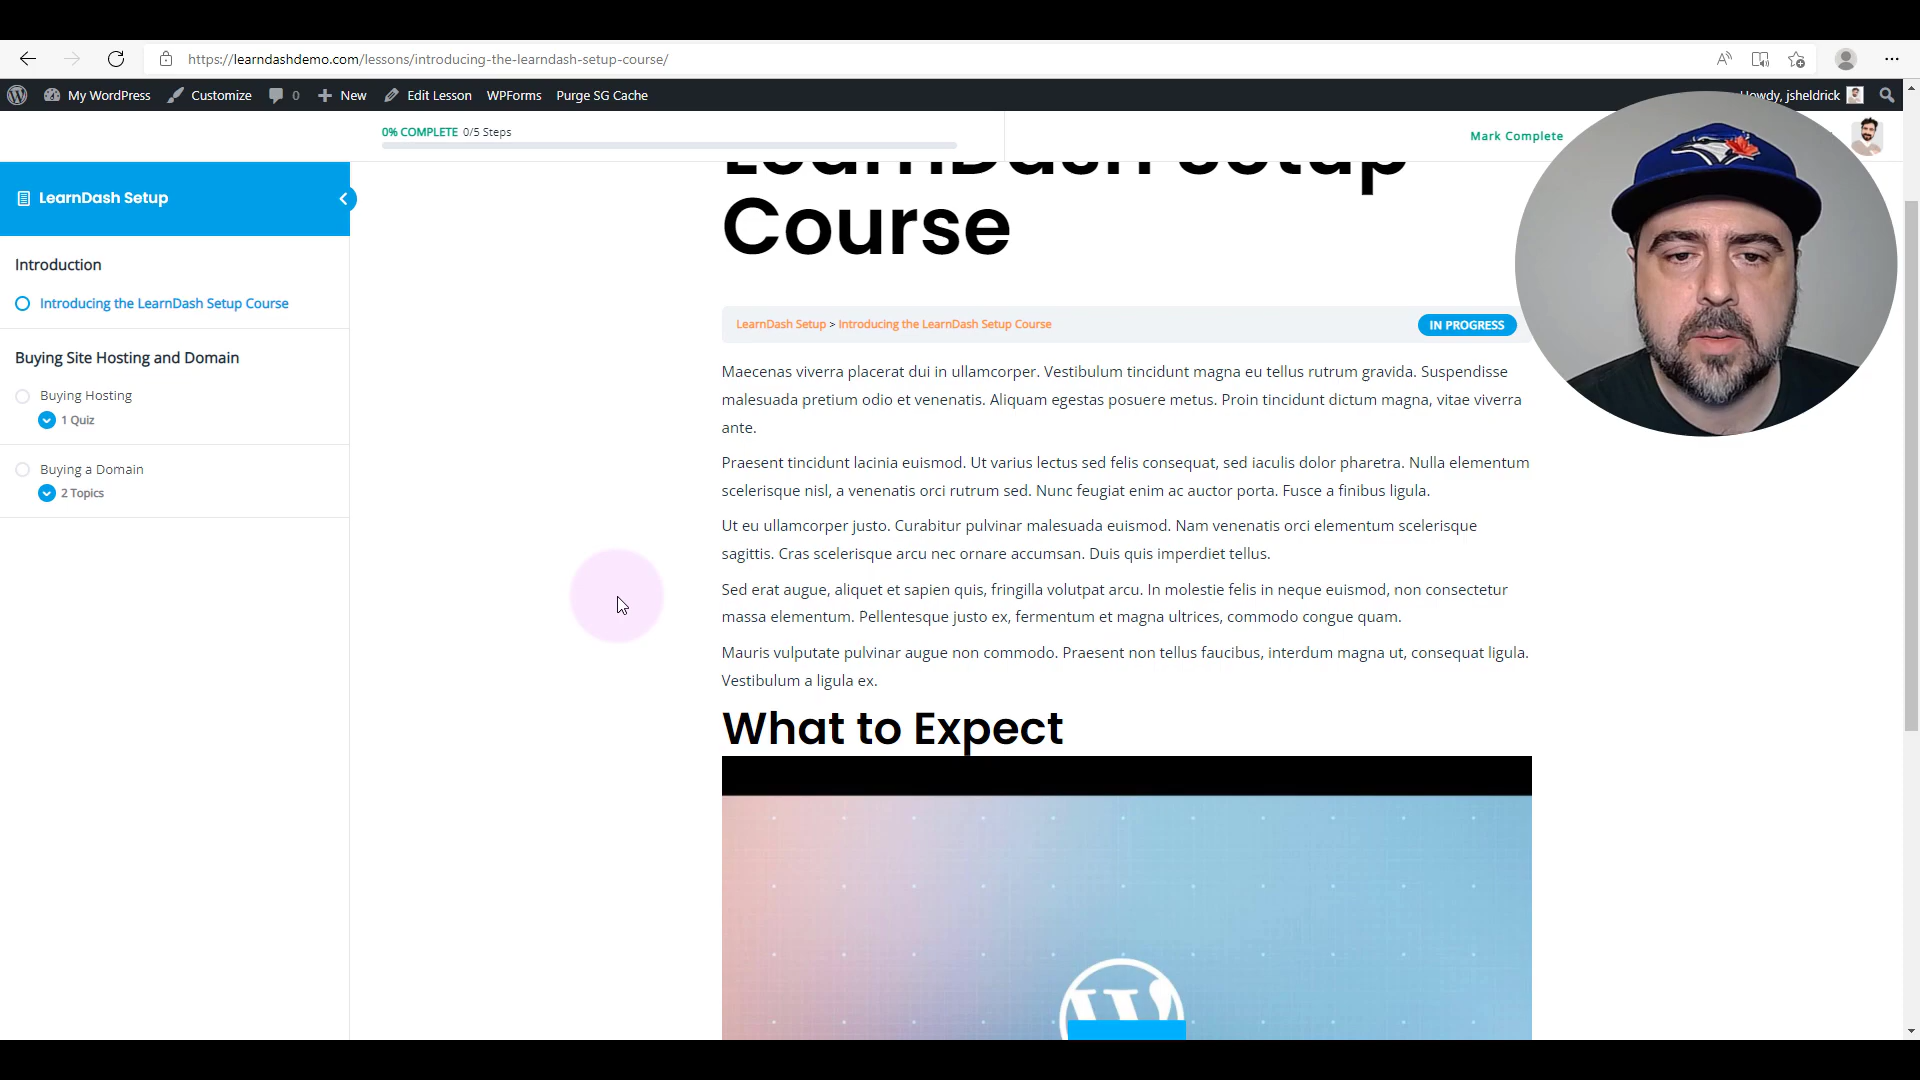 https://learndashdemo.com/lessons/introducing-the-learndash-setup-course/
My WordPress Customize 0 New Edit Lesson WPForms Purge SG Cache
Howdy, jsheldrick
0% COMPLETE 0/5 Steps
Mark Complete
LearnDash Setup
Introduction
Introducing the LearnDash Setup Course
Buying Site Hosting and Domain
Buying Hosting
1 Quiz
Buying a Domain
2 Topics
LearnDash Setup
Course
LearnDash Setup > Introducing the LearnDash Setup Course
IN PROGRESS
Maecenas viverra placerat dui in ullamcorper. Vestibulum tincidunt magna eu tellus rutrum gravida. Suspendisse
malesuada pretium odio et venenatis. Aliquam egestas posuere metus. Proin tincidunt dictum magna, vitae viverra
ante.
Praesent tincidunt lacinia euismod. Ut varius lectus sed felis consequat, sed iaculis dolor pharetra. Nulla elementum
scelerisque nisl, a venenatis orci rutrum sed. Nunc feugiat enim ac auctor porta. Fusce a finibus ligula.
Ut eu ullamcorper justo. Curabitur pulvinar malesuada euismod. Nam venenatis orci elementum scelerisque
sagittis. Cras scelerisque arcu nec ornare accumsan. Duis quis imperdiet tellus.
Sed erat augue, aliquet et sapien quis, fringilla volutpat arcu. In molestie felis in neque euismod, non consectetur
massa elementum. Pellentesque justo ex, fermentum et magna ultrices, commodo congue quam.
Mauris vulputate pulvinar augue non commodo. Praesent non tellus faucibus, interdum magna ut, consequat ligula.
Vestibulum a ligula ex.
What to Expect